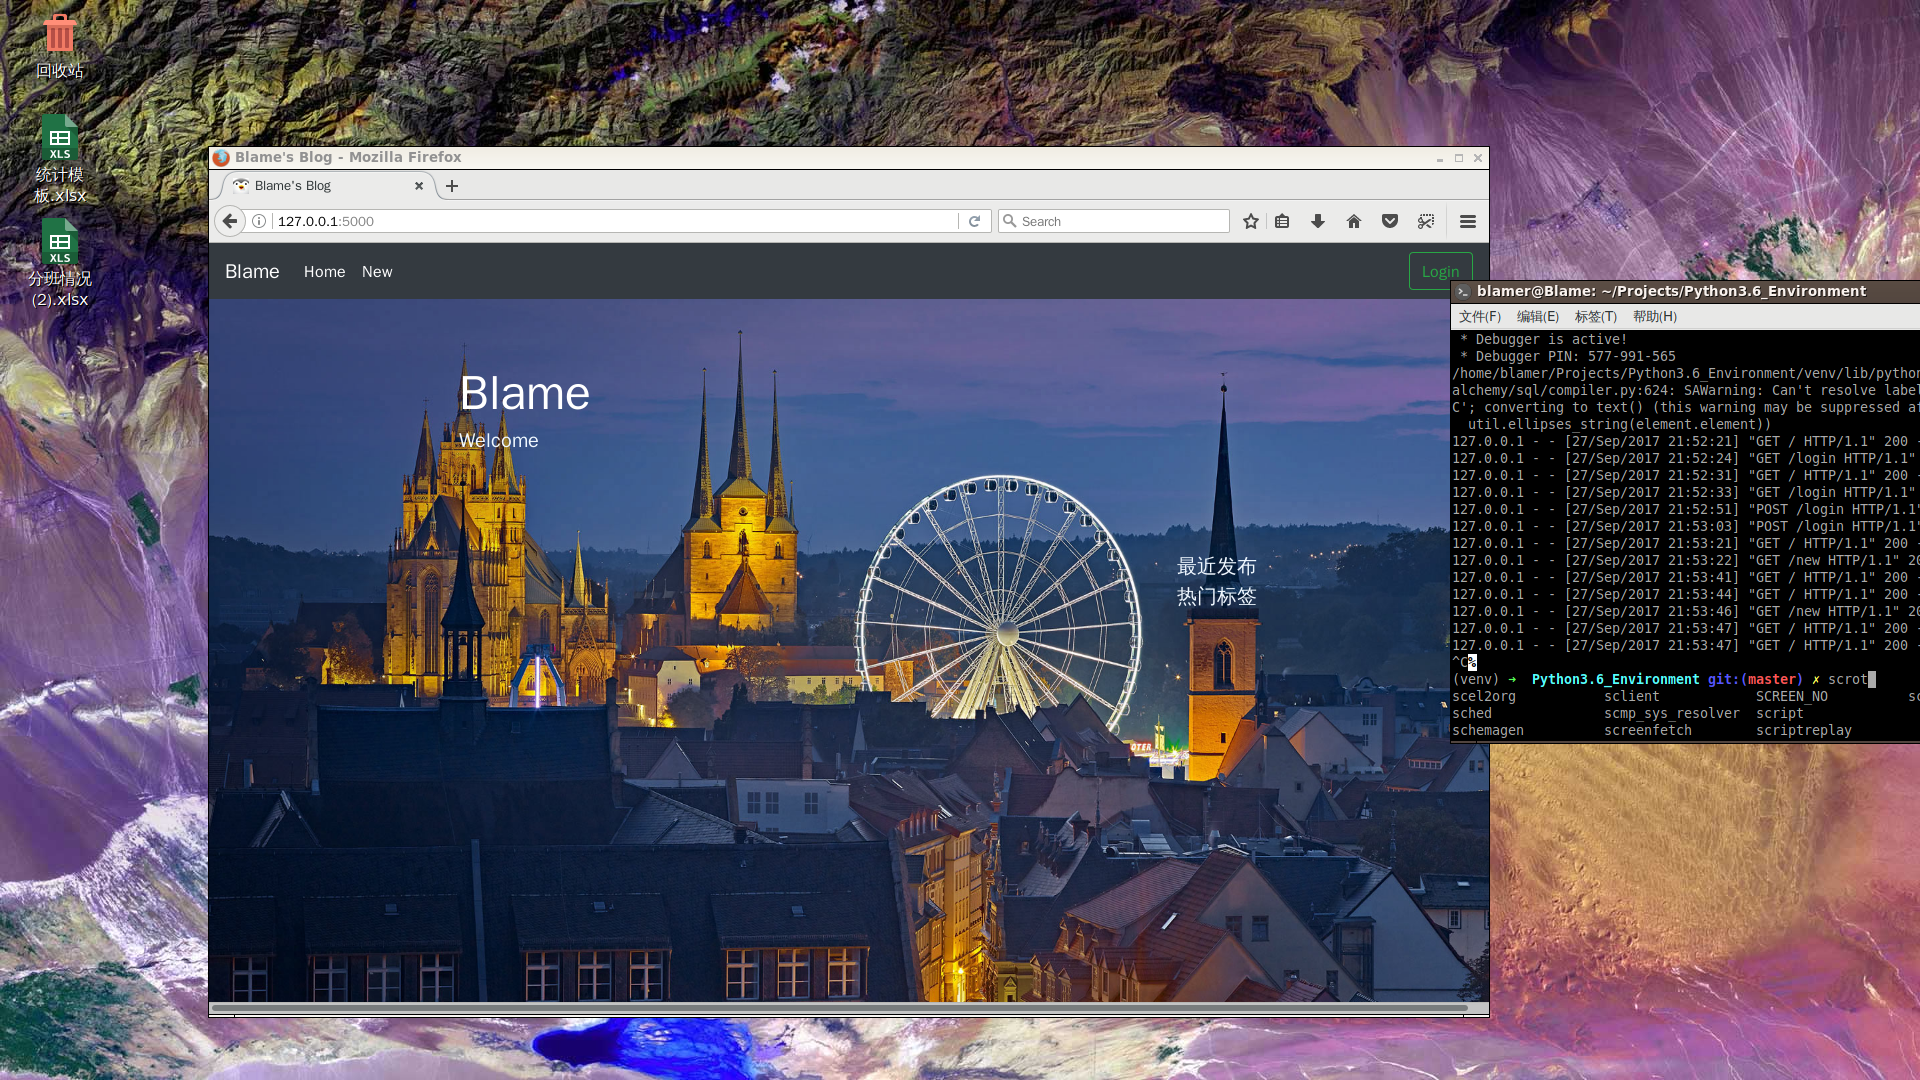 回收站
XLS
统计模
板.xlsx
XLS
分班情况
(2).xlsx
Blame's Blog - Mozilla Firefox
Blame's Blog
127.0.0.1:5000
Search
Blame Home New Login
Blame
Welcome
最近发布
热门标签
blamer@Blame: ~/Projects/Python3.6_Environment
文件(F) 编辑(E) 标签(T) 帮助(H)
* Debugger is active!
* Debugger PIN: 577-991-565
/home/blamer/Projects/Python3.6_Environment/venv/lib/python
alchemy/sql/compiler.py:624: SAWarning: Can't resolve label
C'; converting to text() (this warning may be suppressed af
util.ellipses_string(element.element))
127.0.0.1 - - [27/Sep/2017 21:52:21] "GET / HTTP/1.1" 200 -
127.0.0.1 - - [27/Sep/2017 21:52:24] "GET /login HTTP/1.1"
127.0.0.1 - - [27/Sep/2017 21:52:31] "GET / HTTP/1.1" 200 -
127.0.0.1 - - [27/Sep/2017 21:52:33] "GET /login HTTP/1.1"
127.0.0.1 - - [27/Sep/2017 21:52:51] "POST /login HTTP/1.1"
127.0.0.1 - - [27/Sep/2017 21:53:03] "POST /login HTTP/1.1"
127.0.0.1 - - [27/Sep/2017 21:53:21] "GET / HTTP/1.1" 200 -
127.0.0.1 - - [27/Sep/2017 21:53:22] "GET /new HTTP/1.1" 20
127.0.0.1 - - [27/Sep/2017 21:53:41] "GET / HTTP/1.1" 200 -
127.0.0.1 - - [27/Sep/2017 21:53:44] "GET / HTTP/1.1" 200 -
127.0.0.1 - - [27/Sep/2017 21:53:46] "GET /new HTTP/1.1" 20
127.0.0.1 - - [27/Sep/2017 21:53:47] "GET / HTTP/1.1" 200 -
127.0.0.1 - - [27/Sep/2017 21:53:47] "GET / HTTP/1.1" 200 -
^C%
(venv) ➜ Python3.6_Environment git:(master) ✗ scrot
scel2org sclient SCREEN_NO sc
sched scmp_sys_resolver script
schemagen screenfetch scriptreplay